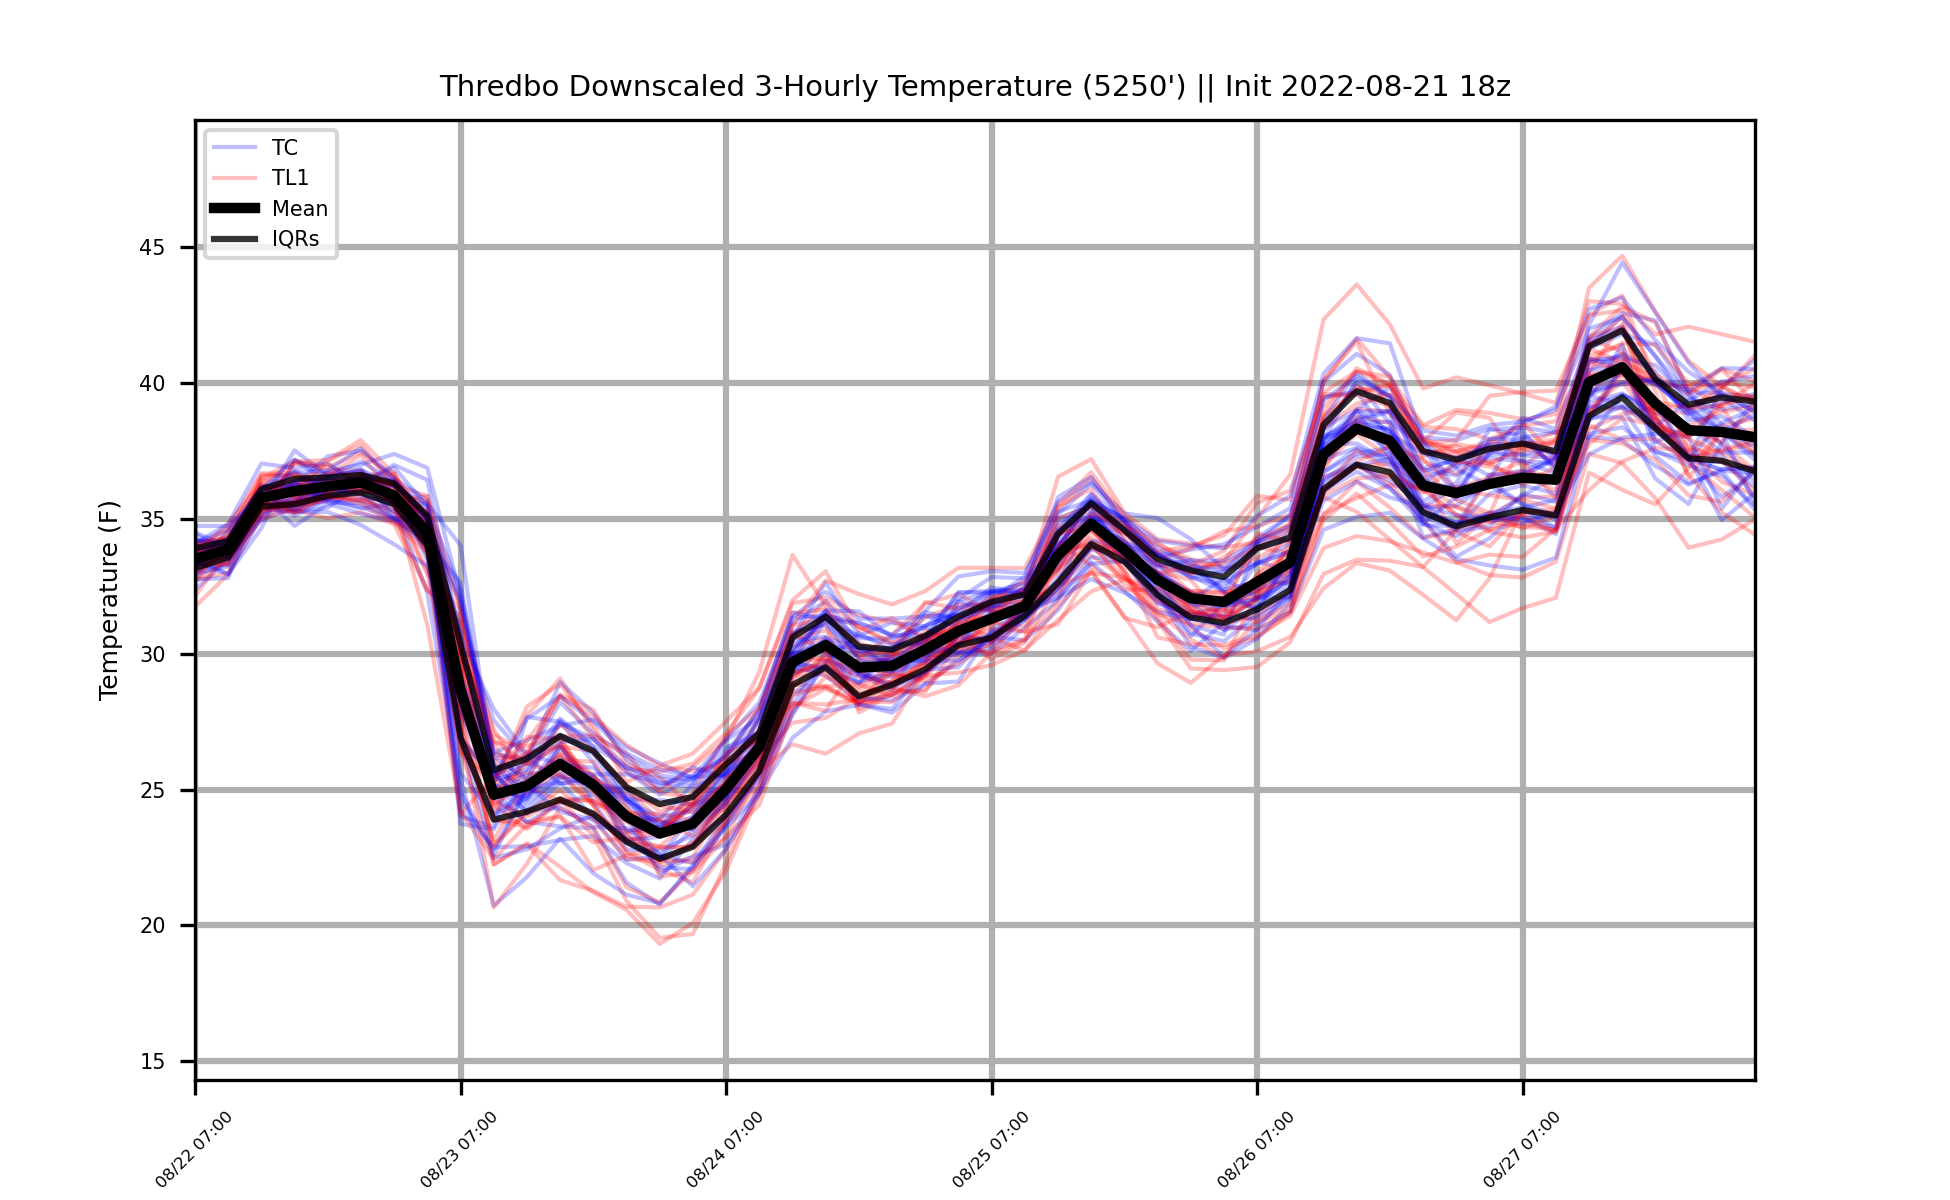 Thredbo Downscaled 3-Hourly Temperature (5250') || Init 2022-08-21 18z
TC
TL1
Mean
IQRs
Temperature (F)
45
40
35
30
25
20
15
08/22 07:00
08/23 07:00
08/24 07:00
08/25 07:00
08/26 07:00
08/27 07:00